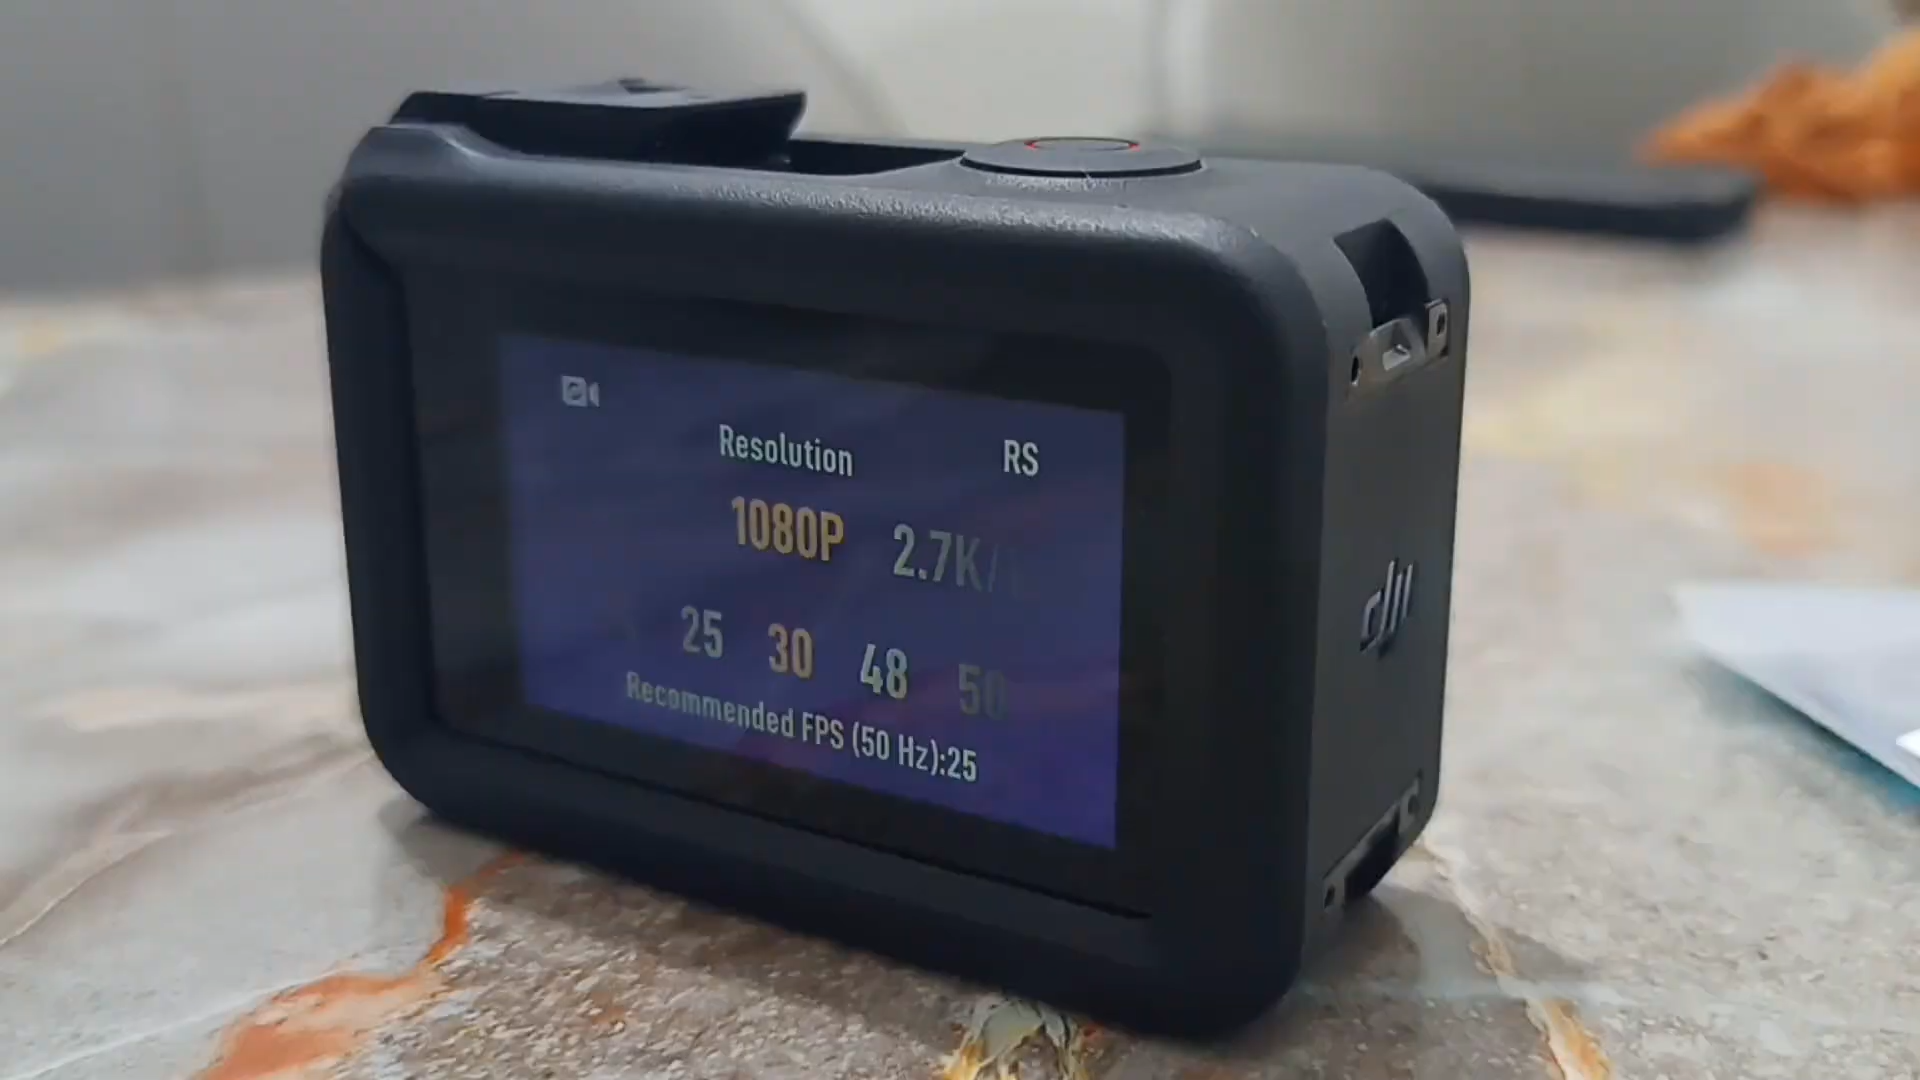 Resolution RS
1080P 2.7K/
25 30 48 50
Recommended FPS (50 Hz):25
dji